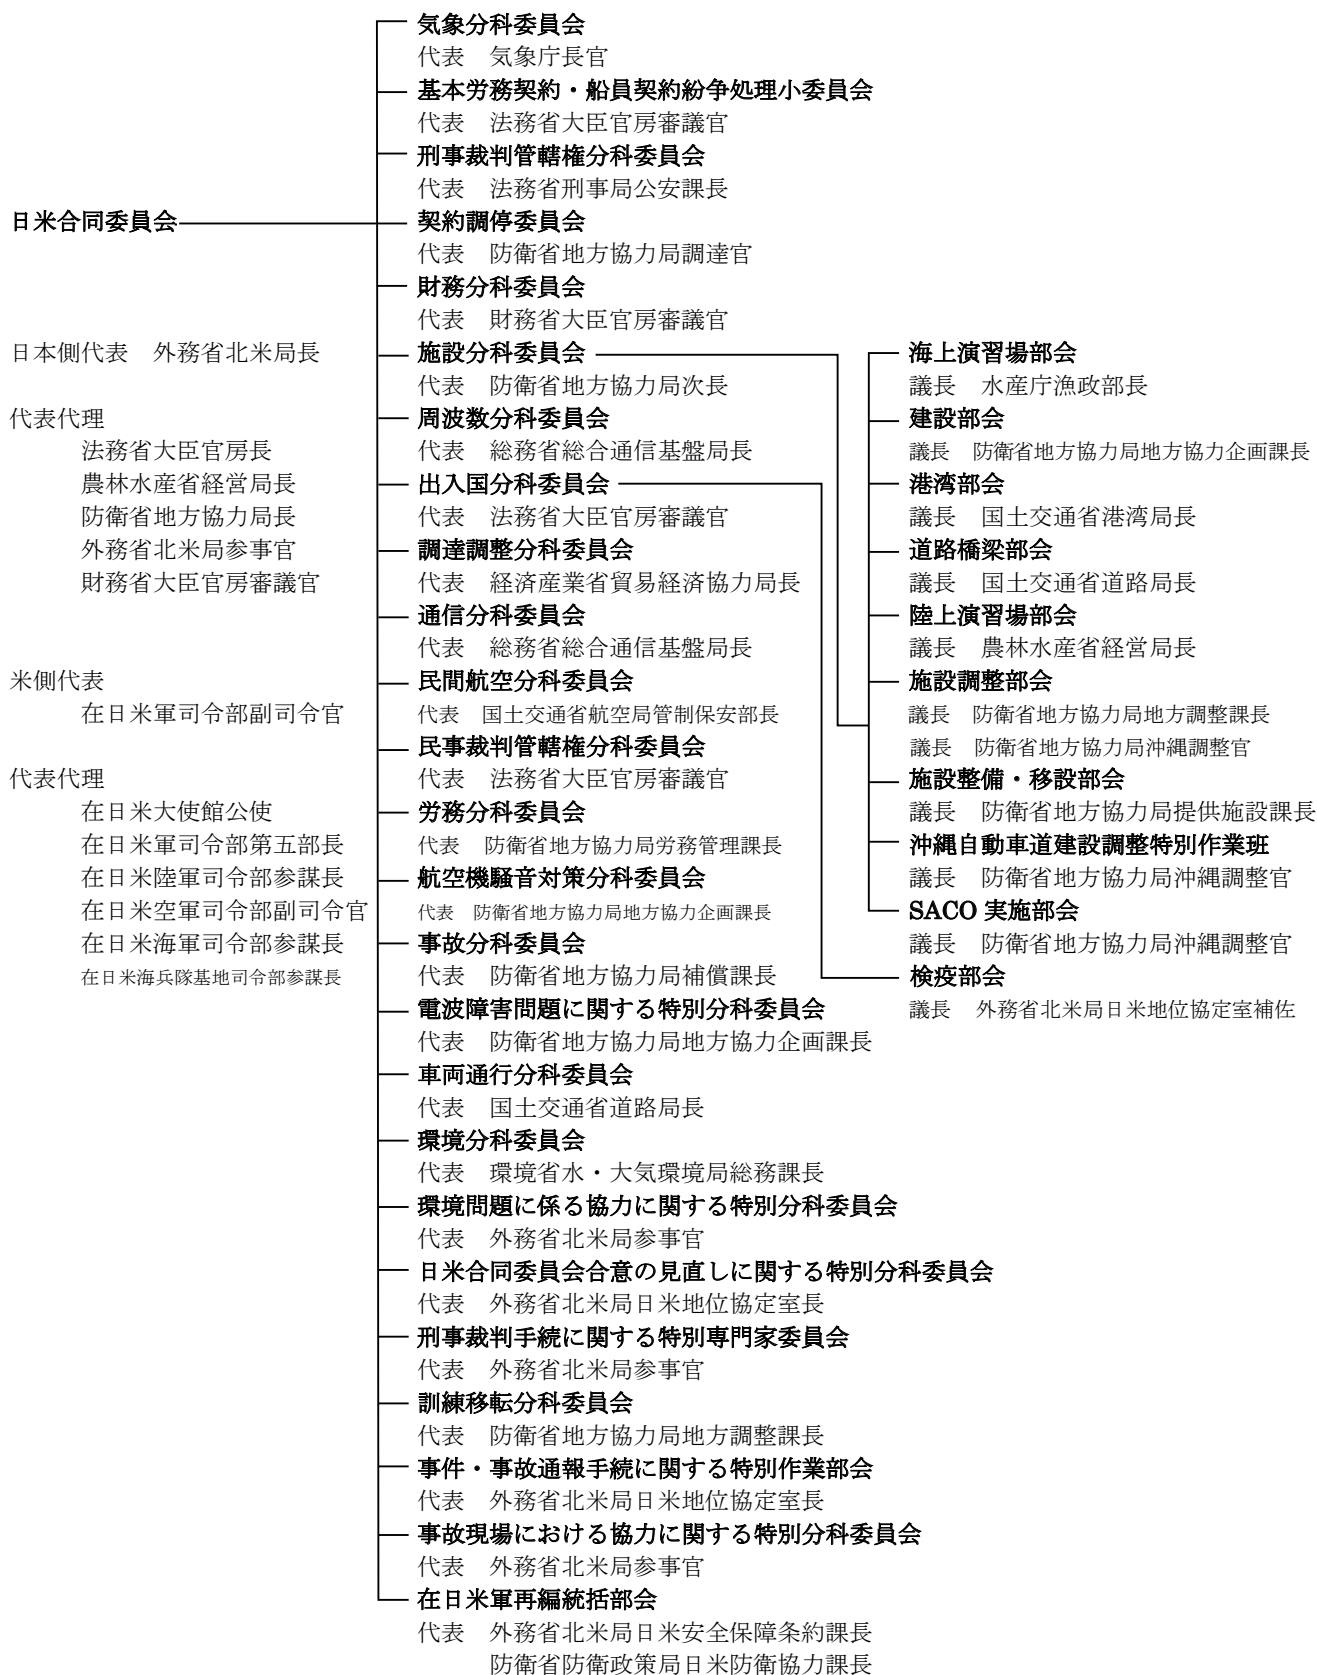 日米合同委員会
日本側代表　外務省北米局長
代表代理
法務省大臣官房長
農林水産省経営局長
防衛省地方協力局長
外務省北米局参事官
財務省大臣官房審議官
米側代表
在日米軍司令部副司令官
代表代理
在日米大使館公使
在日米軍司令部第五部長
在日米陸軍司令部参謀長
在日米空軍司令部副司令官
在日米海軍司令部参謀長
在日米海兵隊基地司令部参謀長
気象分科委員会
代表　気象庁長官
基本労務契約・船員契約紛争処理小委員会
代表　法務省大臣官房審議官
刑事裁判管轄権分科委員会
代表　法務省刑事局公安課長
契約調停委員会
代表　防衛省地方協力局調達官
財務分科委員会
代表　財務省大臣官房審議官
施設分科委員会
代表　防衛省地方協力局次長
周波数分科委員会
代表　総務省総合通信基盤局長
出入国分科委員会
代表　法務省大臣官房審議官
調達調整分科委員会
代表　経済産業省貿易経済協力局長
通信分科委員会
代表　総務省総合通信基盤局長
民間航空分科委員会
代表　国土交通省航空局管制保安部長
民事裁判管轄権分科委員会
代表　法務省大臣官房審議官
労務分科委員会
代表　防衛省地方協力局労務管理課長
航空機騒音対策分科委員会
代表　防衛省地方協力局地方協力企画課長
事故分科委員会
代表　防衛省地方協力局補償課長
電波障害問題に関する特別分科委員会
代表　防衛省地方協力局地方協力企画課長
車両通行分科委員会
代表　国土交通省道路局長
環境分科委員会
代表　環境省水・大気環境局総務課長
環境問題に係る協力に関する特別分科委員会
代表　外務省北米局参事官
日米合同委員会合意の見直しに関する特別分科委員会
代表　外務省北米局日米地位協定室長
刑事裁判手続に関する特別専門家委員会
代表　外務省北米局参事官
訓練移転分科委員会
代表　防衛省地方協力局地方調整課長
事件・事故通報手続に関する特別作業部会
代表　外務省北米局日米地位協定室長
事故現場における協力に関する特別分科委員会
代表　外務省北米局参事官
在日米軍再編統括部会
代表　外務省北米局日米安全保障条約課長
防衛省防衛政策局日米防衛協力課長
海上演習場部会
議長　水産庁漁政部長
建設部会
議長　防衛省地方協力局地方協力企画課長
港湾部会
議長　国土交通省港湾局長
道路橋梁部会
議長　国土交通省道路局長
陸上演習場部会
議長　農林水産省経営局長
施設調整部会
議長　防衛省地方協力局地方調整課長
議長　防衛省地方協力局沖縄調整官
施設整備・移設部会
議長　防衛省地方協力局提供施設課長
沖縄自動車道建設調整特別作業班
議長　防衛省地方協力局沖縄調整官
SACO 実施部会
議長　防衛省地方協力局沖縄調整官
検疫部会
議長　外務省北米局日米地位協定室補佐